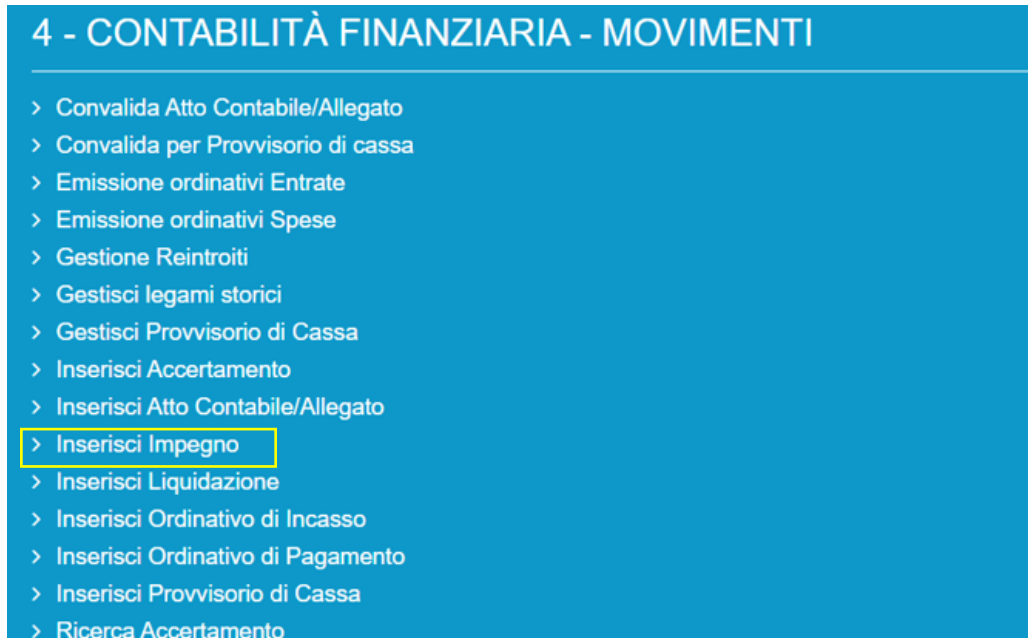 4 - CONTABILITÀ FINANZIARIA - MOVIMENTI
> Convalida Atto Contabile/Allegato
> Convalida per Provvisorio di cassa
> Emissione ordinativi Entrate
> Emissione ordinativi Spese
> Gestione Reintroiti
> Gestisci legami storici
> Gestisci Provvisorio di Cassa
> Inserisci Accertamento
> Inserisci Atto Contabile/Allegato
> Inserisci Impegno
> Inserisci Liquidazione
> Inserisci Ordinativo di Incasso
> Inserisci Ordinativo di Pagamento
> Inserisci Provvisorio di Cassa
> Ricerca Accertamento